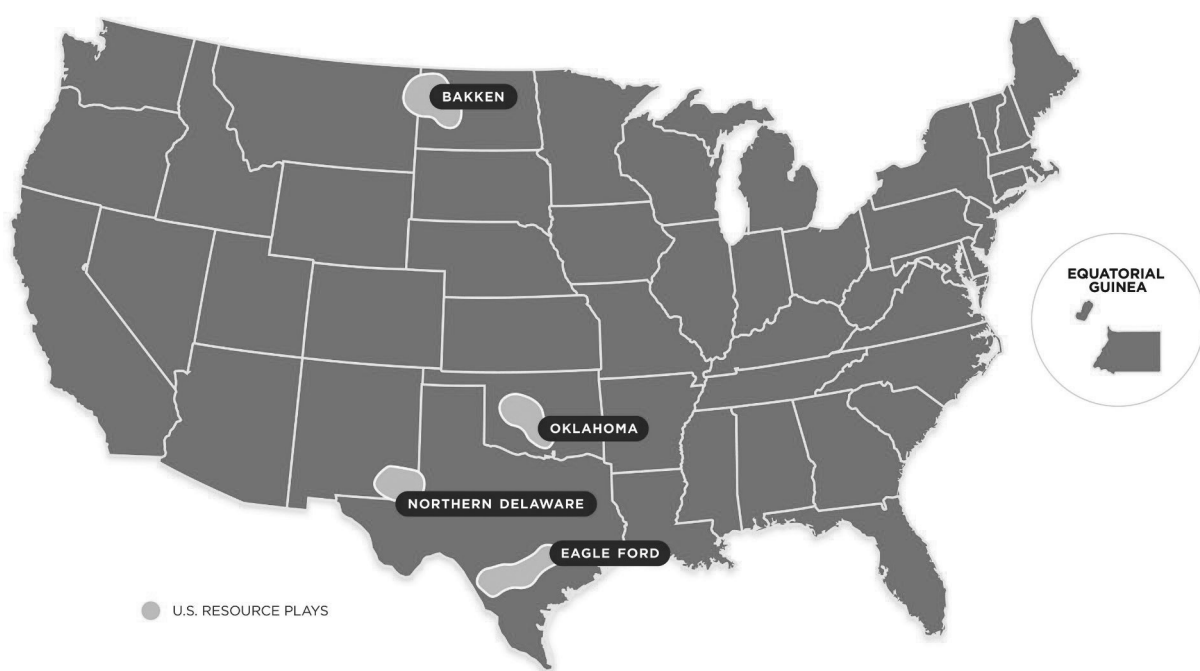 BAKKEN
EQUATORIAL
GUINEA
OKLAHOMA
NORTHERN DELAWARE
EAGLE FORD
U.S. RESOURCE PLAYS